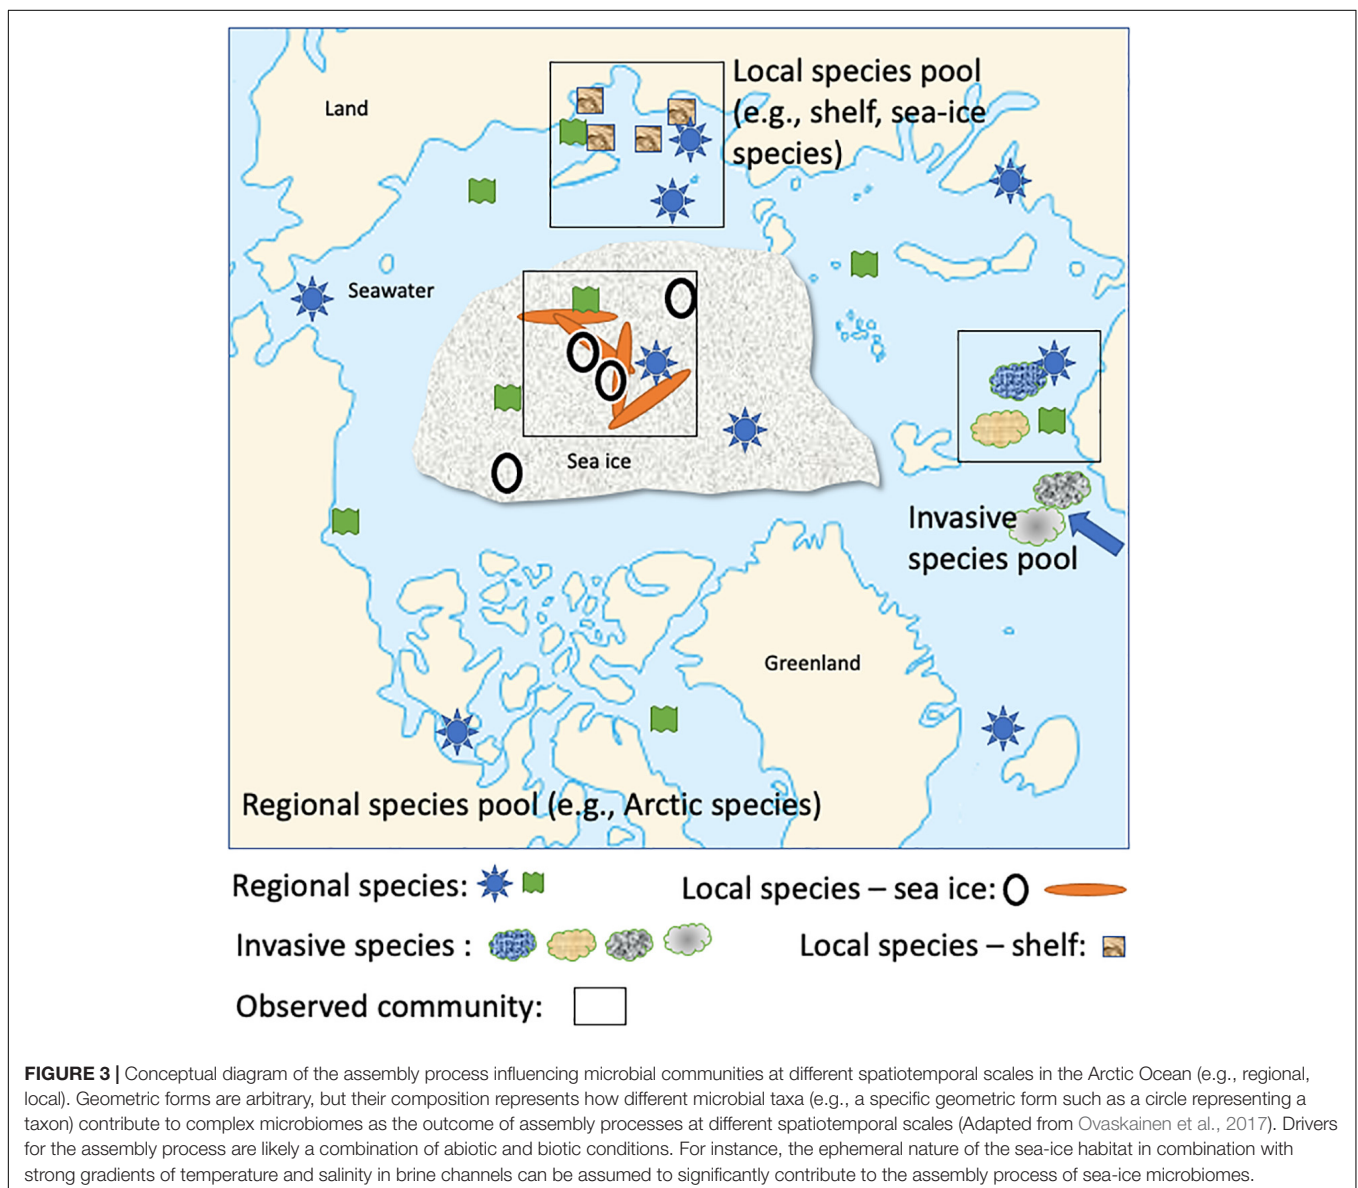 Land
Local species pool
(e.g., shelf, sea-ice
species)
Seawater
Sea ice
Invasive
species pool
Greenland
Regional species pool (e.g., Arctic species)
Regional species:
Local species – sea ice:
Invasive species :
Local species – shelf:
Observed community:
FIGURE 3 | Conceptual diagram of the assembly process influencing microbial communities at different spatiotemporal scales in the Arctic Ocean (e.g., regional,
local). Geometric forms are arbitrary, but their composition represents how different microbial taxa (e.g., a specific geometric form such as a circle representing a
taxon) contribute to complex microbiomes as the outcome of assembly processes at different spatiotemporal scales (Adapted from Ovaskainen et al., 2017). Drivers
for the assembly process are likely a combination of abiotic and biotic conditions. For instance, the ephemeral nature of the sea-ice habitat in combination with
strong gradients of temperature and salinity in brine channels can be assumed to significantly contribute to the assembly process of sea-ice microbiomes.